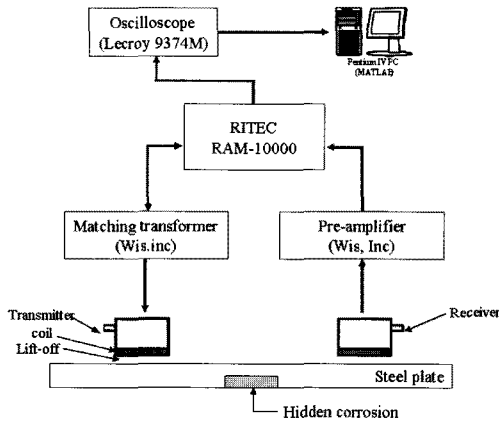 Oscilloscope
(Lecroy 9374M)
Pentium IV PC
(MATLAB)
RITEC
RAM-10000
Matching transformer
(Wis.inc)
Pre-amplifier
(Wis, Inc)
Transmitter
coil
Lift-off
Receiver
Steel plate
Hidden corrosion